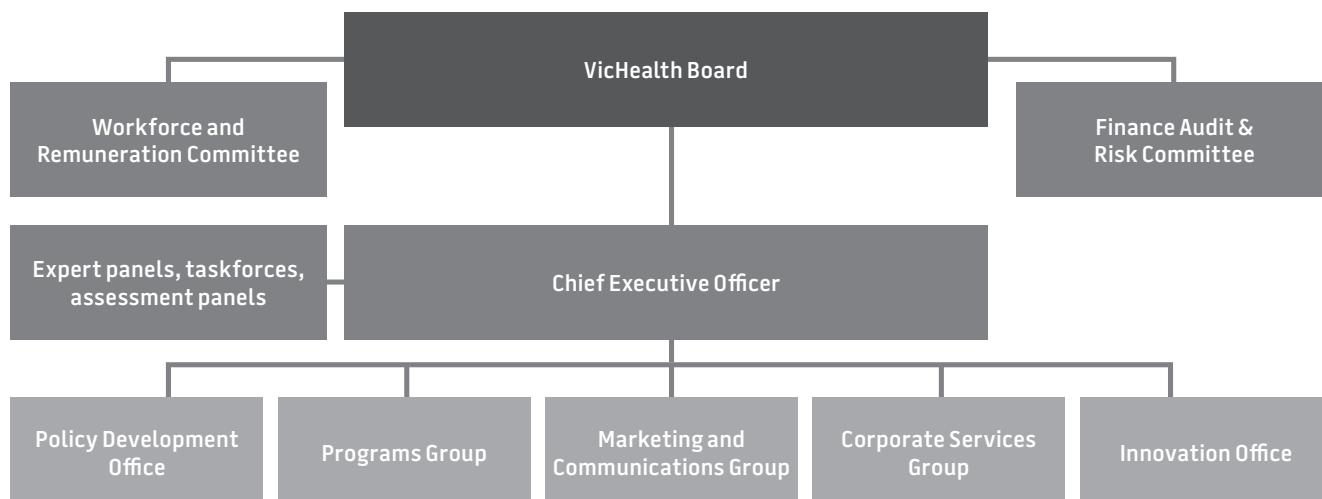 VicHealth Board
Workforce and
Remuneration Committee
Finance Audit &
Risk Committee
Expert panels, taskforces,
assessment panels
Chief Executive Officer
Policy Development
Office
Programs Group
Marketing and
Communications Group
Corporate Services
Group
Innovation Office